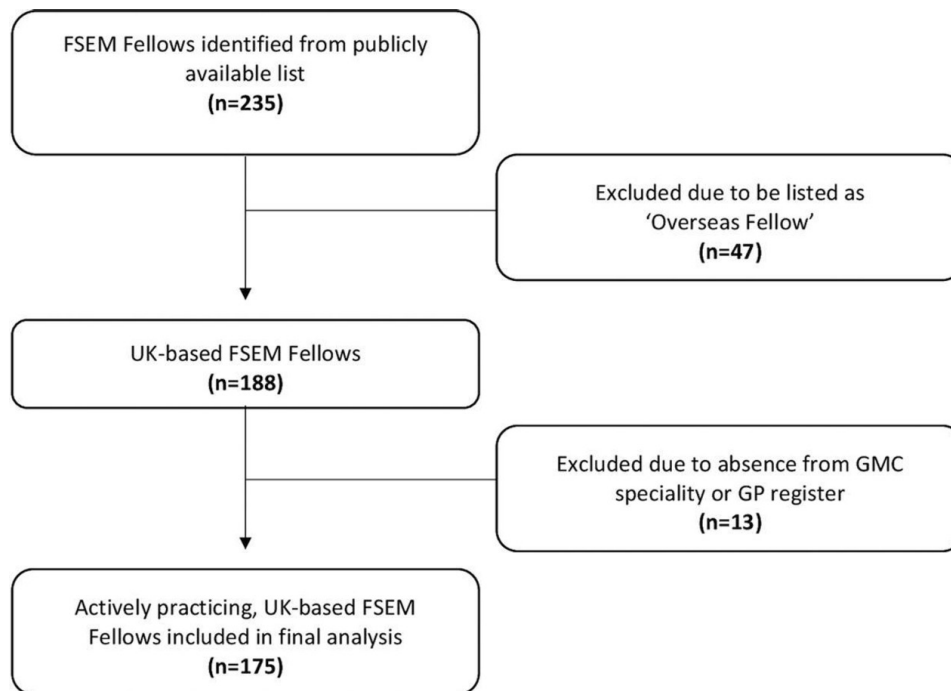 FSEM Fellows identified from publicly
available list
(n=235)
Excluded due to be listed as
‘Overseas Fellow’
(n=47)
UK-based FSEM Fellows
(n=188)
Excluded due to absence from GMC
speciality or GP register
(n=13)
Actively practicing, UK-based FSEM
Fellows included in final analysis
(n=175)